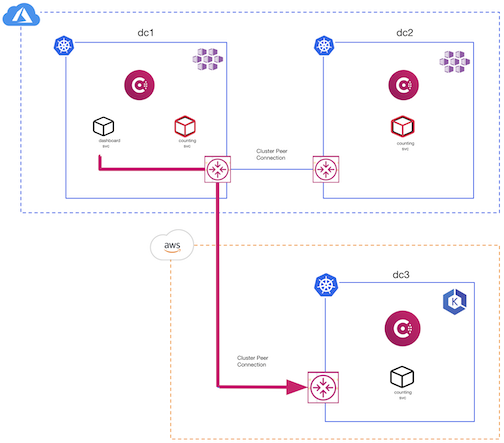 dc1
dc2
dashboard
svc
counting
svc
counting
svc
Cluster Peer
Connection
aws
dc3
K
Cluster Peer
Connection
counting
svc